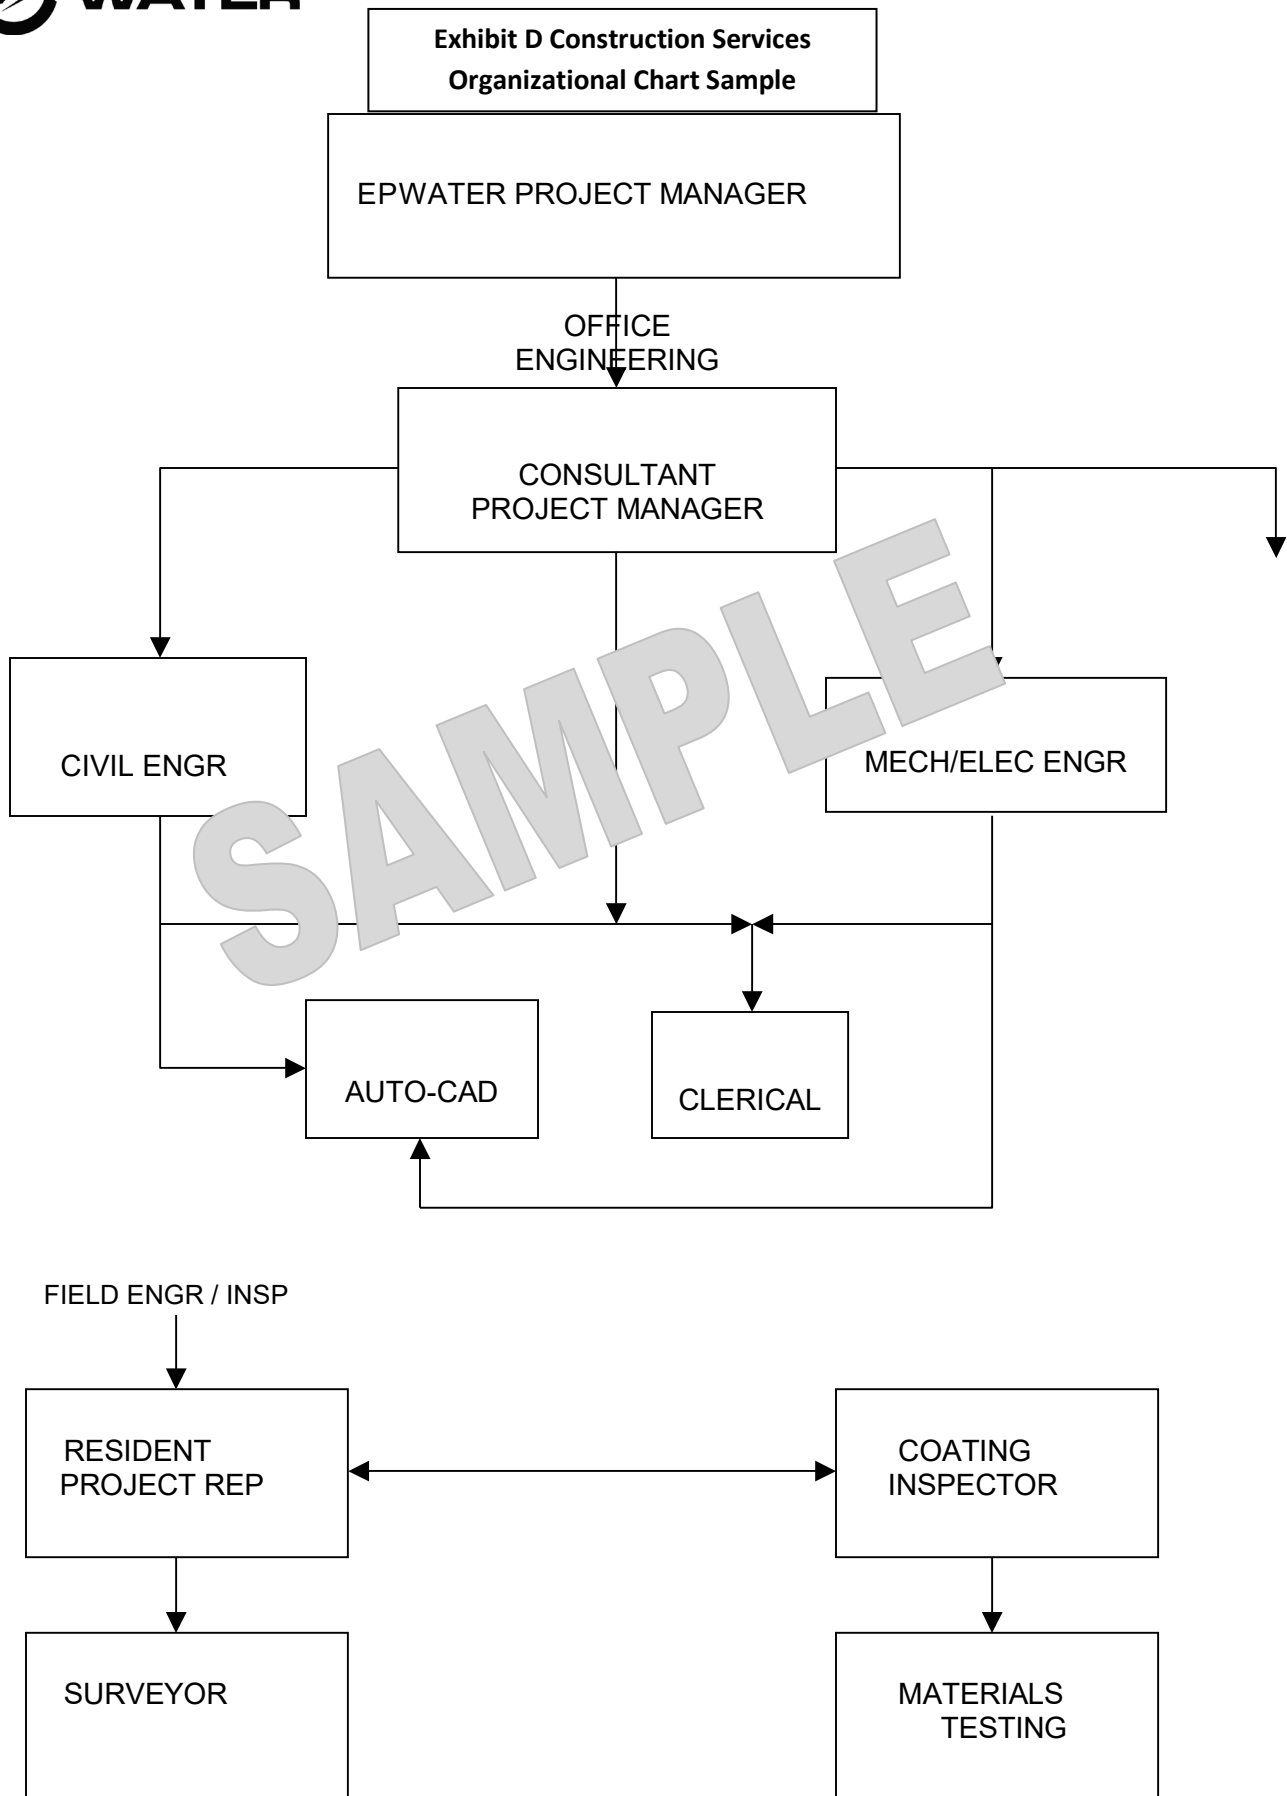 WATER
Exhibit D Construction Services
Organizational Chart Sample
EPWATER PROJECT MANAGER
OFFICE
ENGINEERING
CONSULTANT
PROJECT MANAGER
SAMPLE
CIVIL ENGR
MECH/ELEC ENGR
AUTO-CAD
CLERICAL
FIELD ENGR / INSP
RESIDENT
PROJECT REP
COATING
INSPECTOR
SURVEYOR
MATERIALS
TESTING